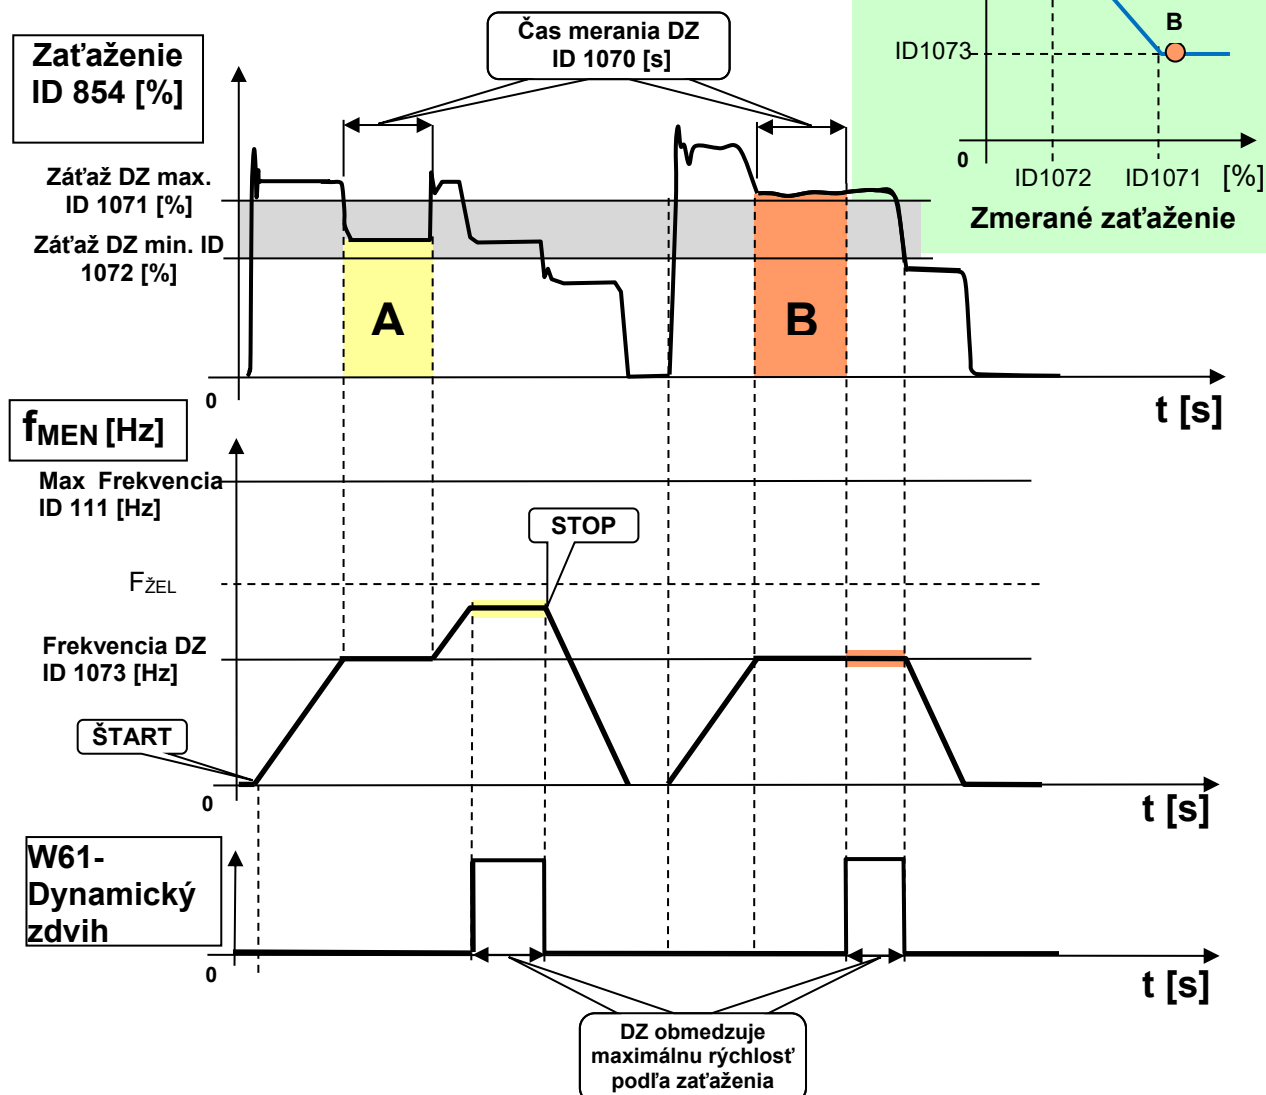 Zaťaženie
ID 854 [%]
Čas merania DZ
ID 1070 [s]
B
ID1073
0
ID1072
ID1071
[%]
Zmerané zaťaženie
Záťaž DZ max.
ID 1071 [%]
Záťaž DZ min. ID
1072 [%]
A
B
0
t [s]
fMEN [Hz]
Max Frekvencia
ID 111 [Hz]
STOP
FŽEL
Frekvencia DZ
ID 1073 [Hz]
ŠTART
0
t [s]
W61-
Dynamický
zdvih
0
t [s]
DZ obmedzuje
maximálnu rýchlosť
podľa zaťaženia